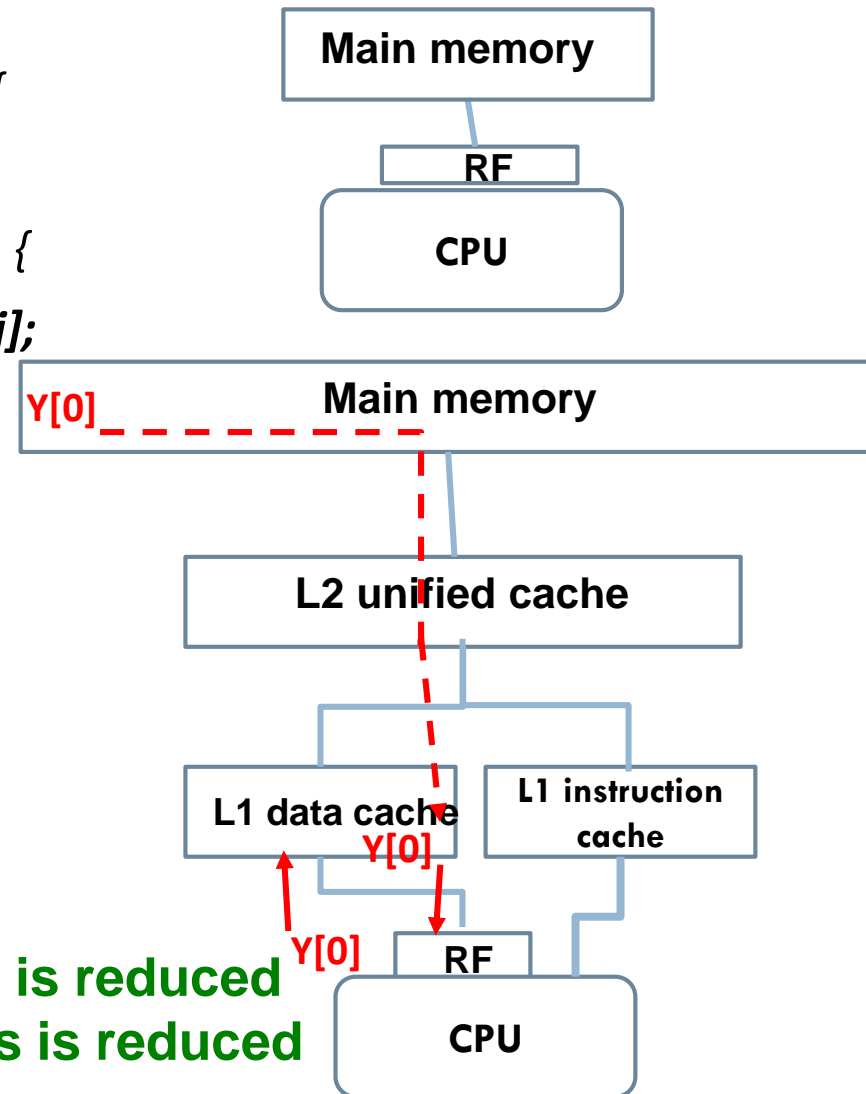 {
Main memory
RF
CPU
{
i];
Main memory
Y[0]
L2 unified cache
L1 data cache
L1 instruction
cache
Y[0]
Y[0]
RF
is reduced
s is reduced
CPU